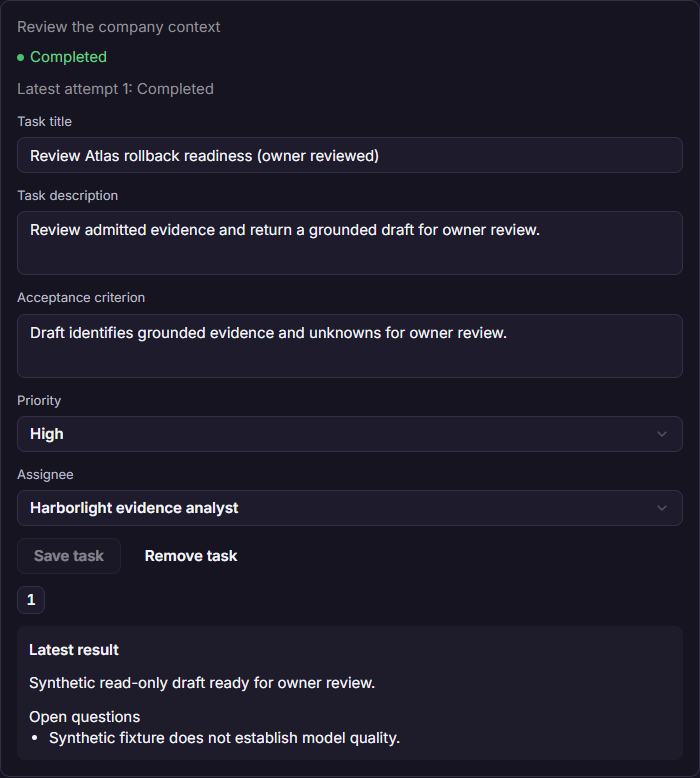 Review the company context
Completed
Latest attempt 1: Completed
Task title
Review Atlas rollback readiness (owner reviewed)
Task description
Review admitted evidence and return a grounded draft for owner review.
Acceptance criterion
Draft identifies grounded evidence and unknowns for owner review.
Priority
High
Assignee
Harborlight evidence analyst
Save task Remove task
1
Latest result
Synthetic read-only draft ready for owner review.
Open questions
• Synthetic fixture does not establish model quality.